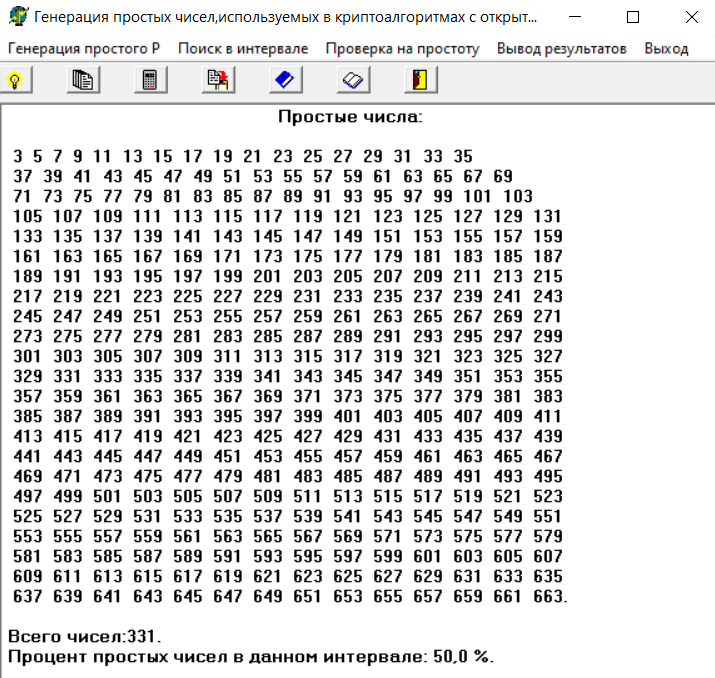 Генерация простых чисел,используемых в криптоалгоритмах с открыт...
Генерация простого P Поиск в интервале Проверка на простоту Вывод результатов Выход
Простые числа:
3 5 7 9 11 13 15 17 19 21 23 25 27 29 31 33 35
37 39 41 43 45 47 49 51 53 55 57 59 61 63 65 67 69
71 73 75 77 79 81 83 85 87 89 91 93 95 97 99 101 103
105 107 109 111 113 115 117 119 121 123 125 127 129 131
133 135 137 139 141 143 145 147 149 151 153 155 157 159
161 163 165 167 169 171 173 175 177 179 181 183 185 187
189 191 193 195 197 199 201 203 205 207 209 211 213 215
217 219 221 223 225 227 229 231 233 235 237 239 241 243
245 247 249 251 253 255 257 259 261 263 265 267 269 271
273 275 277 279 281 283 285 287 289 291 293 295 297 299
301 303 305 307 309 311 313 315 317 319 321 323 325 327
329 331 333 335 337 339 341 343 345 347 349 351 353 355
357 359 361 363 365 367 369 371 373 375 377 379 381 383
385 387 389 391 393 395 397 399 401 403 405 407 409 411
413 415 417 419 421 423 425 427 429 431 433 435 437 439
441 443 445 447 449 451 453 455 457 459 461 463 465 467
469 471 473 475 477 479 481 483 485 487 489 491 493 495
497 499 501 503 505 507 509 511 513 515 517 519 521 523
525 527 529 531 533 535 537 539 541 543 545 547 549 551
553 555 557 559 561 563 565 567 569 571 573 575 577 579
581 583 585 587 589 591 593 595 597 599 601 603 605 607
609 611 613 615 617 619 621 623 625 627 629 631 633 635
637 639 641 643 645 647 649 651 653 655 657 659 661 663.
Всего чисел:331.
Процент простых чисел в данном интервале: 50,0 %.